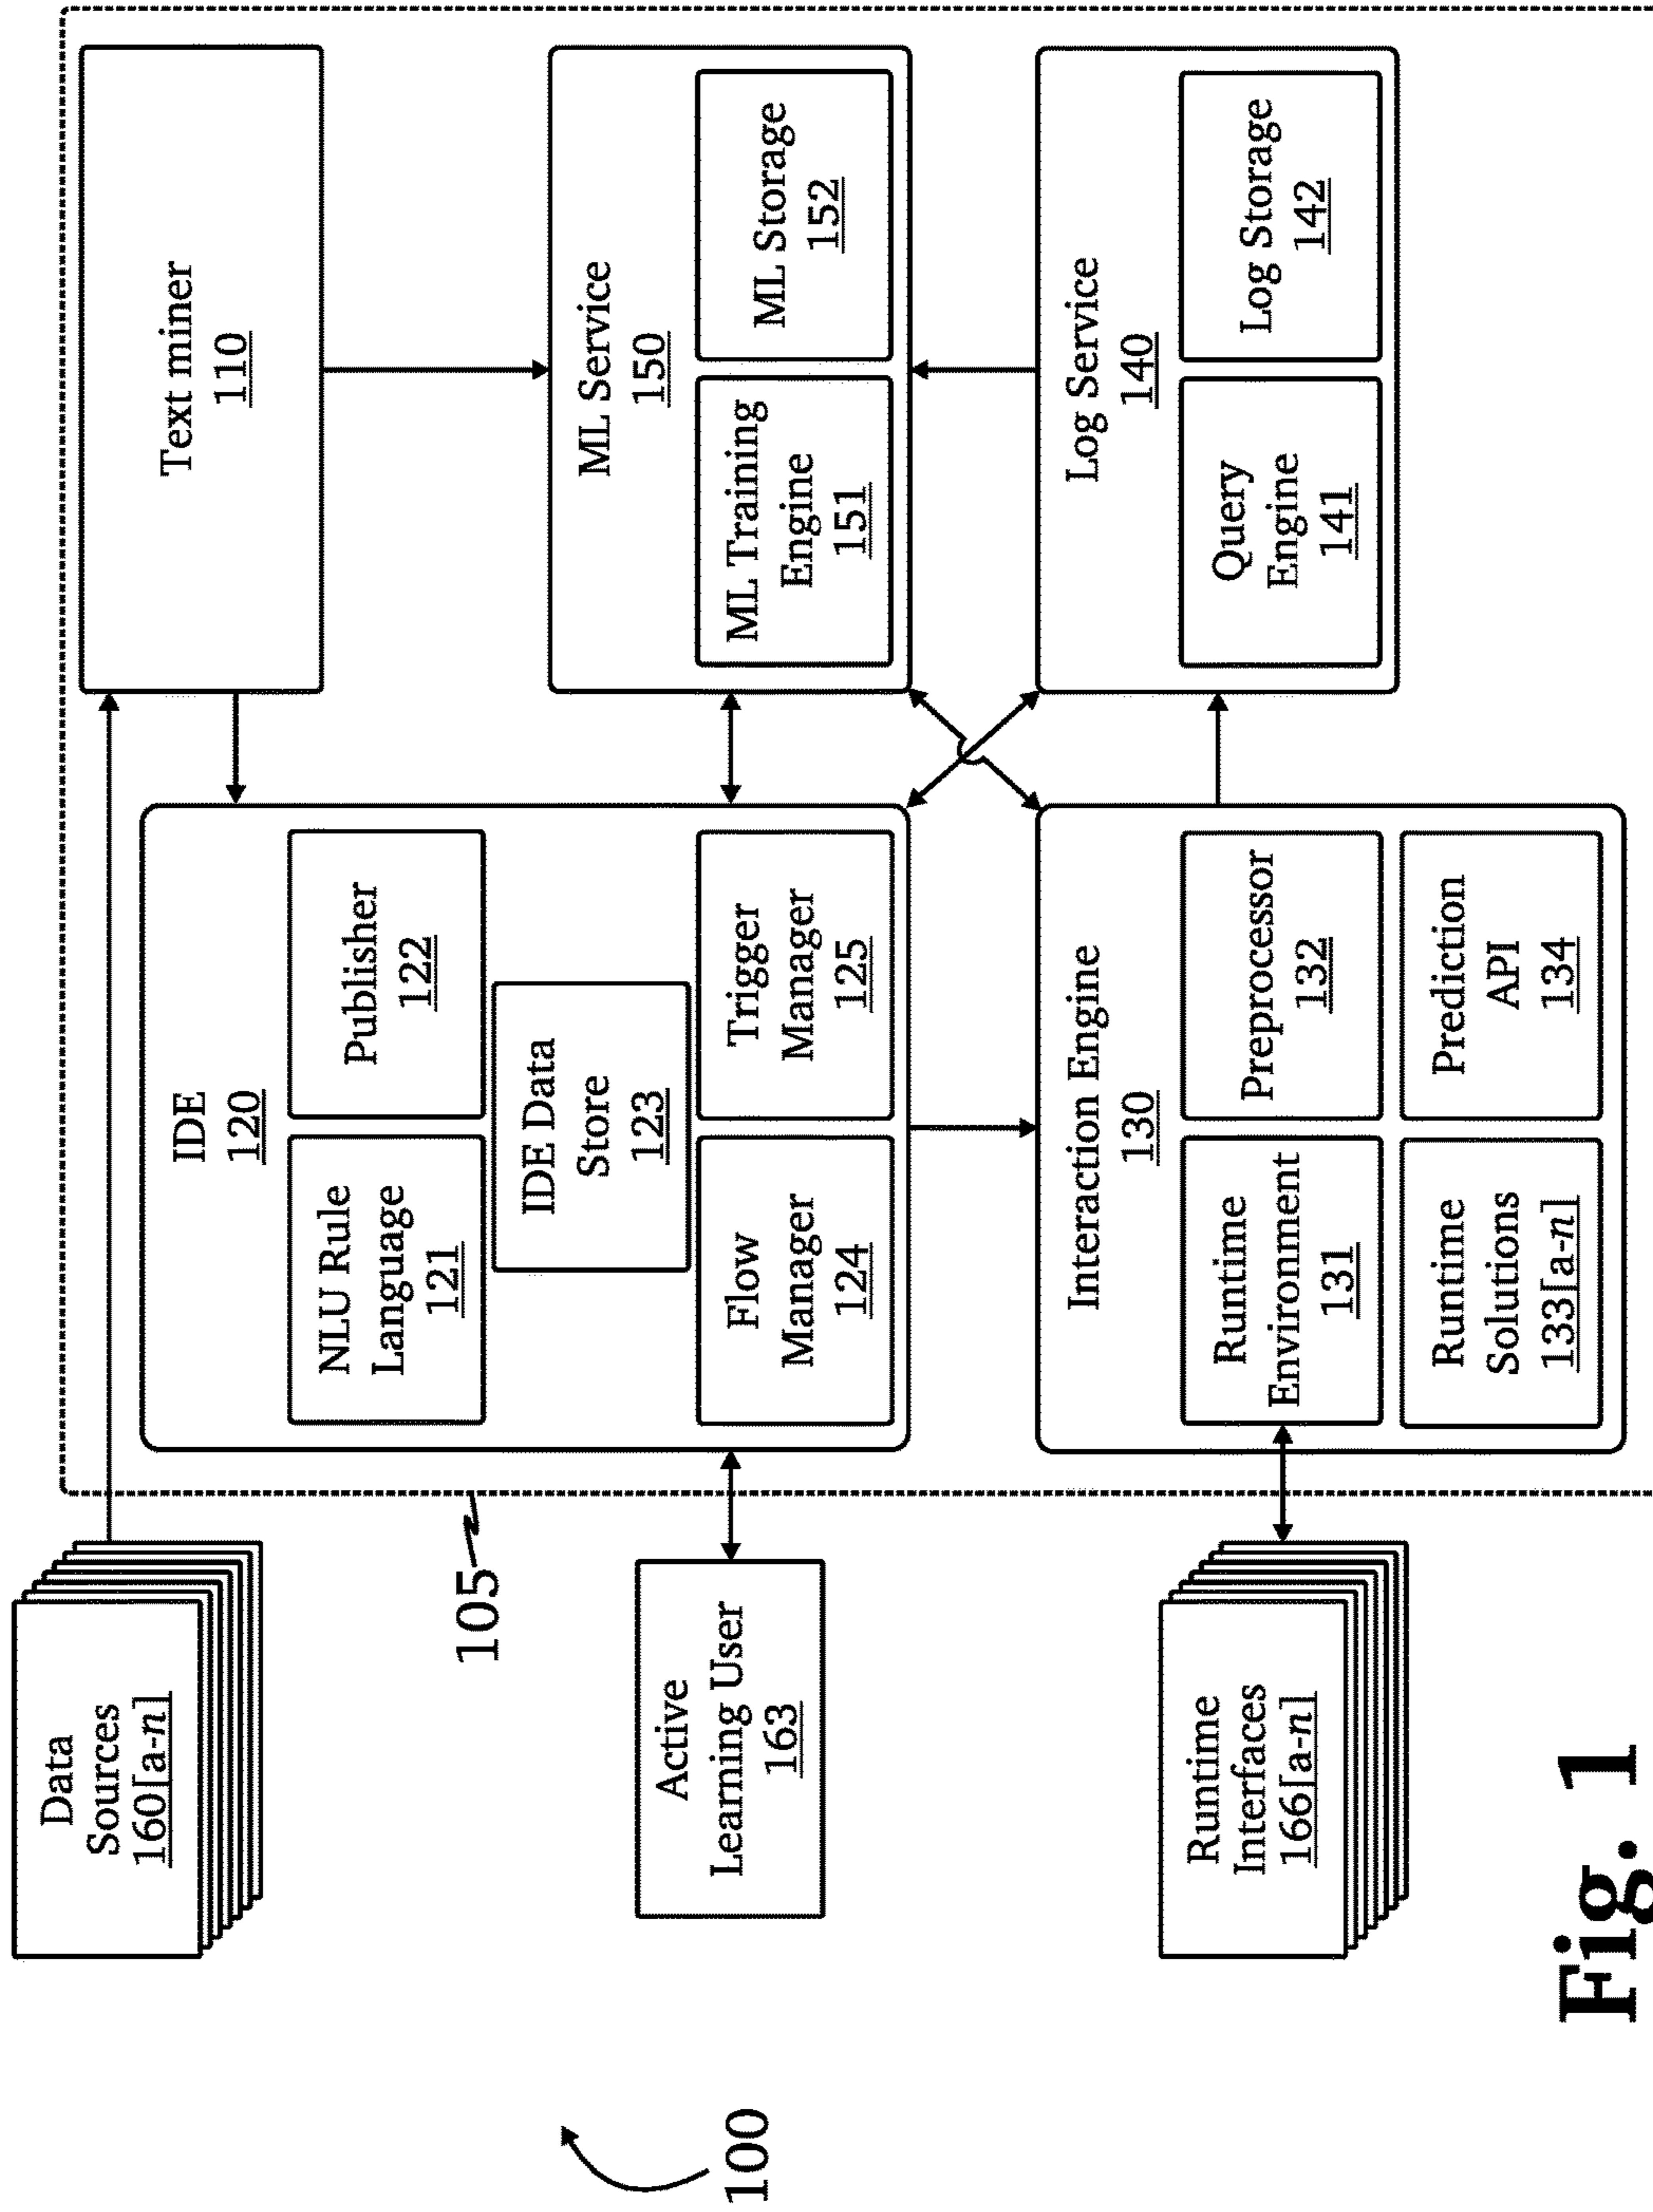 100
Data
Sources
160[a-n]
Active
Learning User
163
Runtime
Interfaces
166[a-n]
105
IDE
120
NLU Rule
Language
121
Publisher
122
IDE Data
Store
123
Flow
Manager
124
Trigger
Manager
125
Interaction Engine
130
Runtime
Environment
131
Preprocessor
132
Runtime
Solutions
133[a-n]
Prediction
API
134
Text miner
110
ML Service
150
ML Training
Engine
151
ML Storage
152
Log Service
140
Query
Engine
141
Log Storage
142
Fig. 1